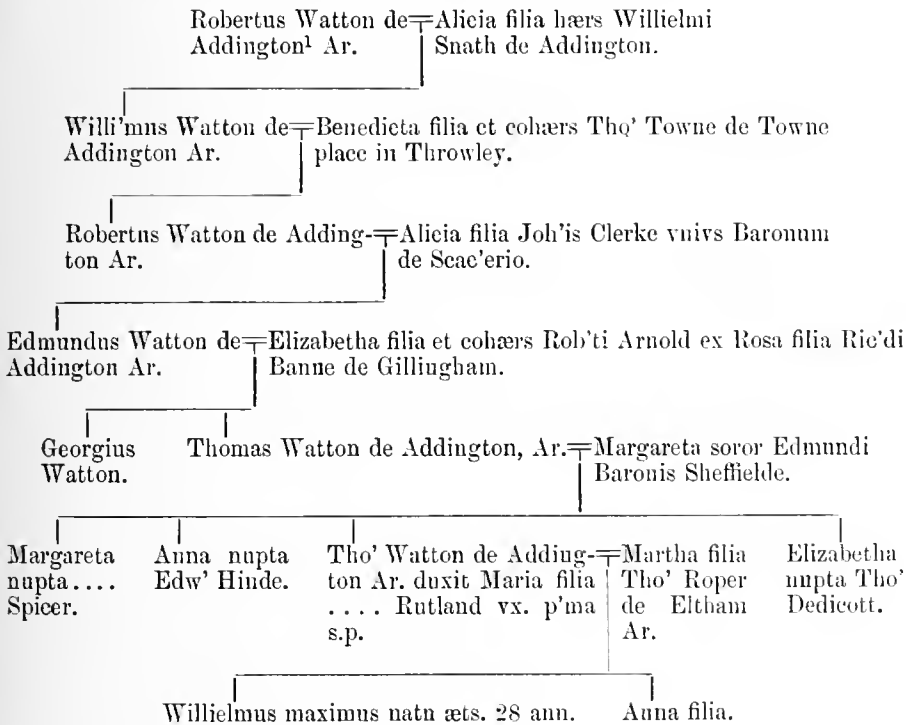 Robertus Watton de Addington¹ Ar.
Alicia filia hærs Willielmi Snath de Addington.
Willi'mus Watton de Addington Ar.
Benedicta filia et cohærs Tho' Towne de Towne place in Throwley.
Robertus Watton de Addington Ar.
Alicia filia Joh'is Clerke vnivs Baronum de Scac'erio.
Edmundus Watton de Addington Ar.
Elizabetha filia et cohærs Rob'ti Arnold ex Rosa filia Ric'di Banne de Gillingham.
Georgius Watton.
Thomas Watton de Addington, Ar.
Margareta soror Edmundi Baronis Sheffielde.
Margareta nupta.... Spicer.
Anna nupta Edw' Hinde.
Tho' Watton de Addington Ar. duxit Maria filia .... Rutland vx. p'ma s.p.
Martha filia Tho' Roper de Eltham Ar.
Elizabetha nupta Tho' Dedicott.
Willielmus maximus natu æts. 28 ann.
Anna filia.